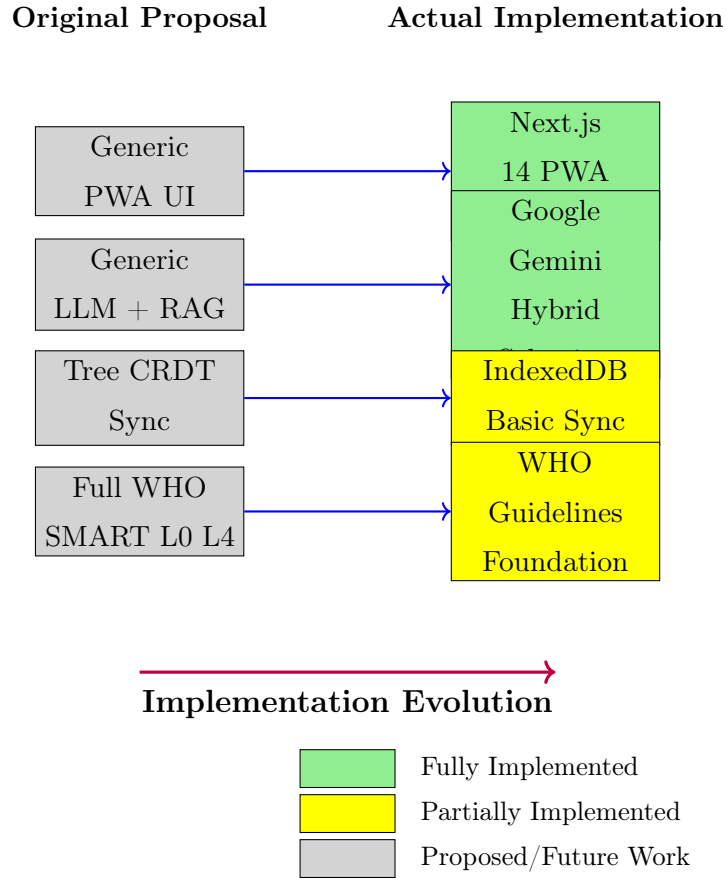 Original Proposal
Actual Implementation
Generic
PWA UI
Next.js
14 PWA
Generic
LLM + RAG
Google
Gemini
Hybrid
Tree CRDT
Sync
IndexedDB
Basic Sync
Full WHO
SMART L0 L4
WHO
Guidelines
Foundation
Implementation Evolution
Fully Implemented
Partially Implemented
Proposed/Future Work